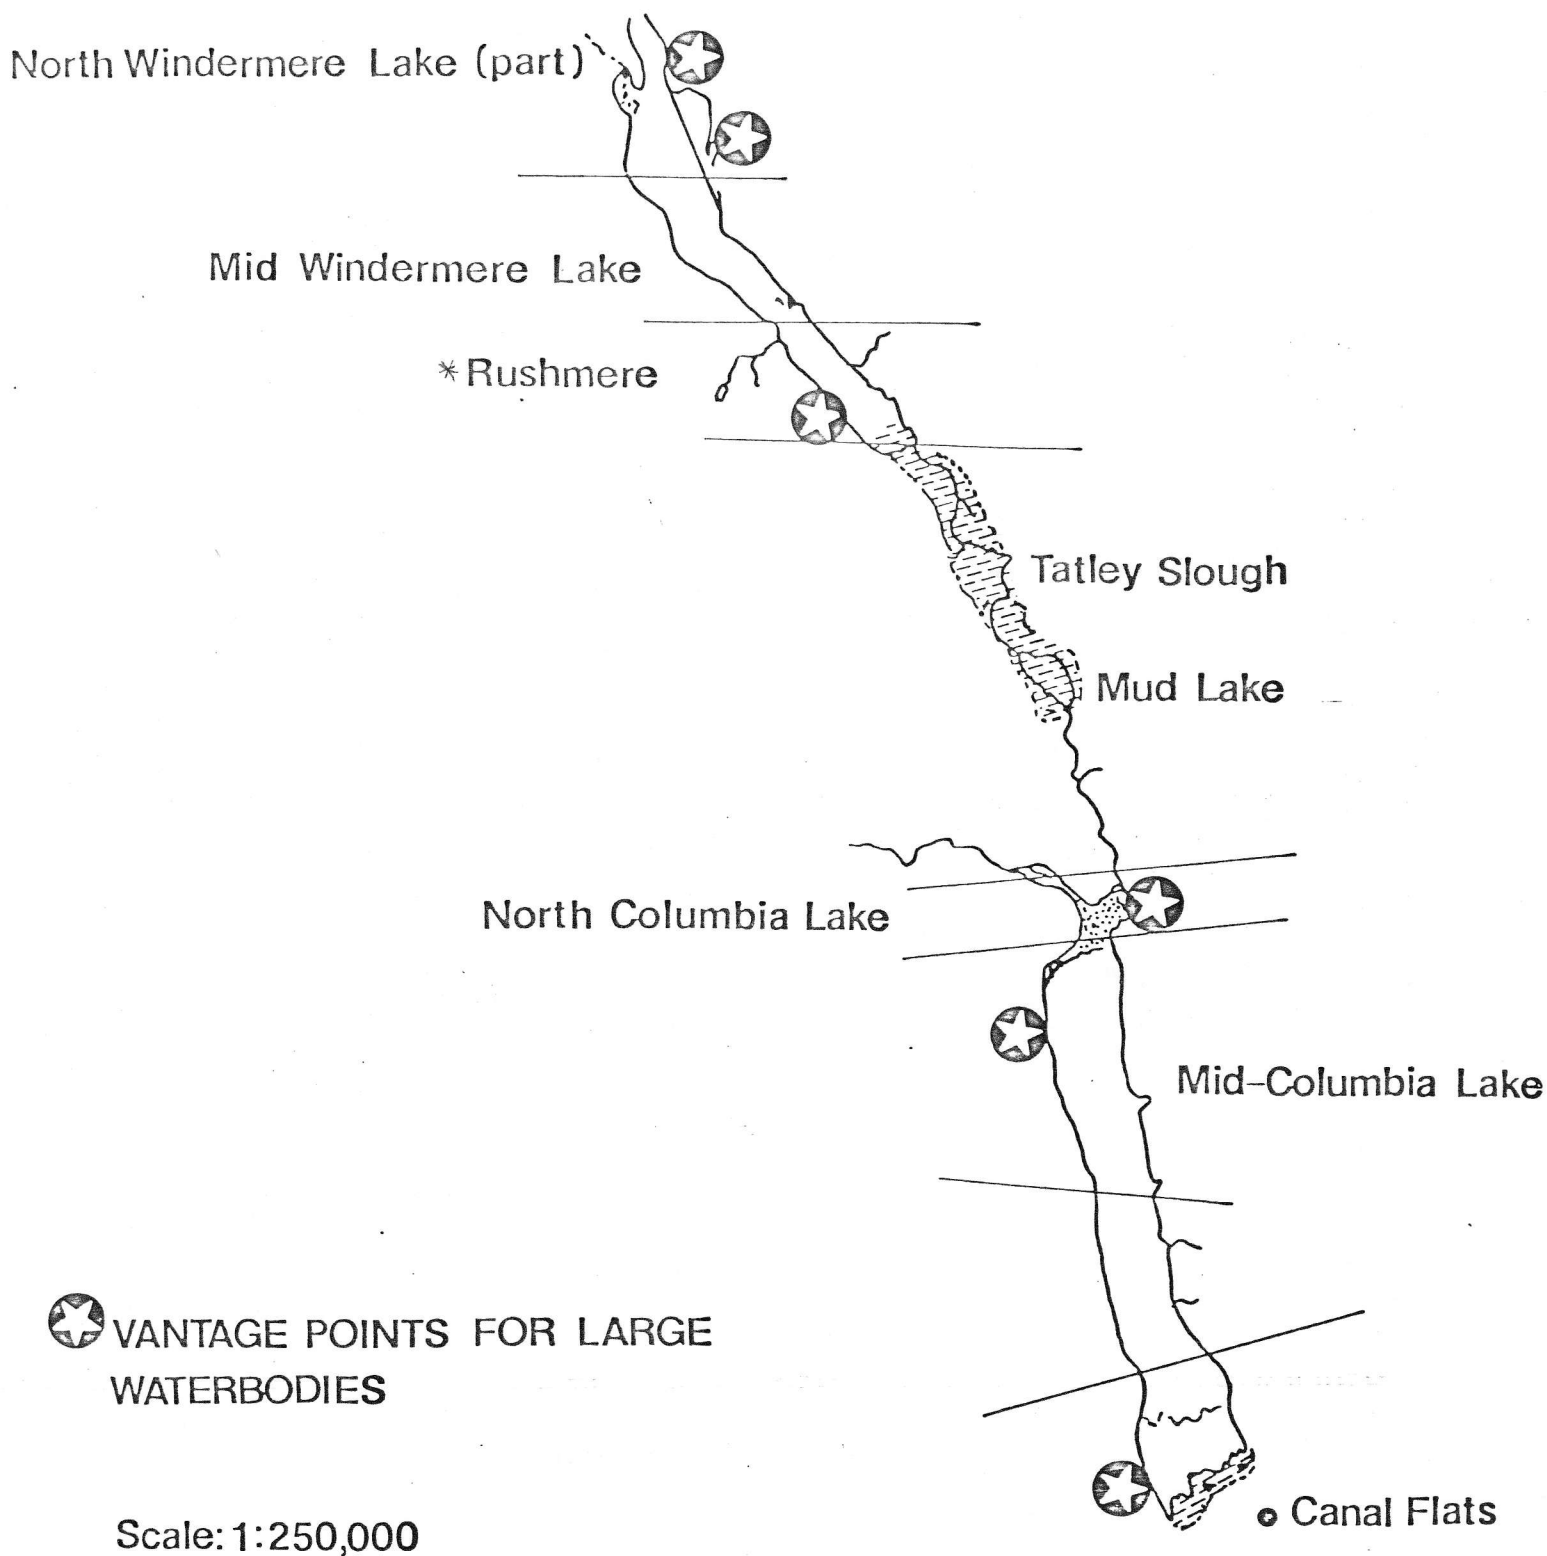 North Windermere Lake (part)
Mid Windermere Lake
*Rushmere
Tatley Slough
Mud Lake
North Columbia Lake
Mid-Columbia Lake
VANTAGE POINTS FOR LARGE
WATERBODIES
Canal Flats
Scale: 1:250,000